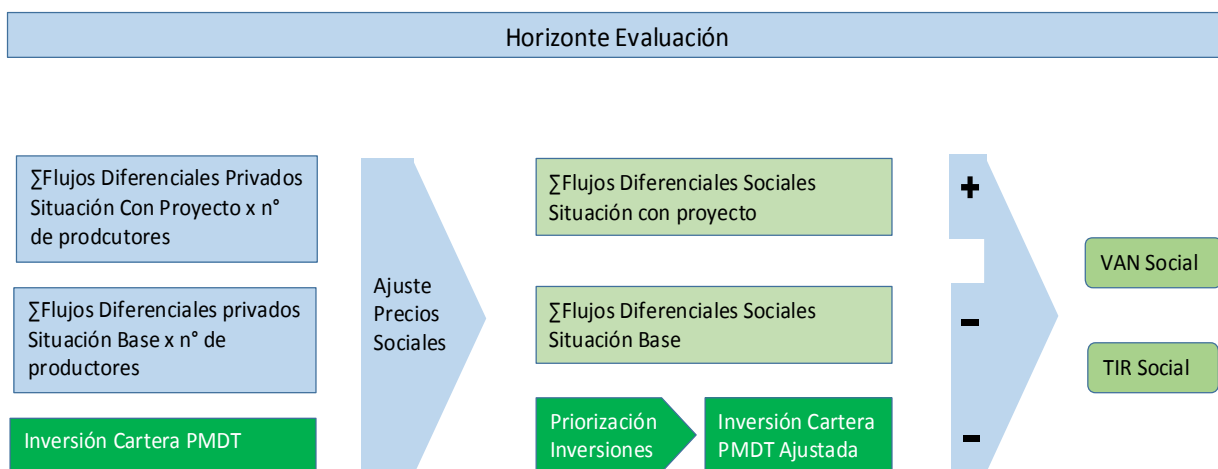 Horizonte Evaluación
∑Flujos Diferenciales Privados
Situación Con Proyecto x n°
de prodcutores
∑Flujos Diferenciales privados
Situación Base x n° de
productores
Inversión Cartera PMDT
Ajuste
Precios
Sociales
∑Flujos Diferenciales Sociales
Situación con proyecto
∑Flujos Diferenciales Sociales
Situación Base
Priorización
Inversiones
Inversión Cartera
PMDT Ajustada
+
-
-
VAN Social
TIR Social